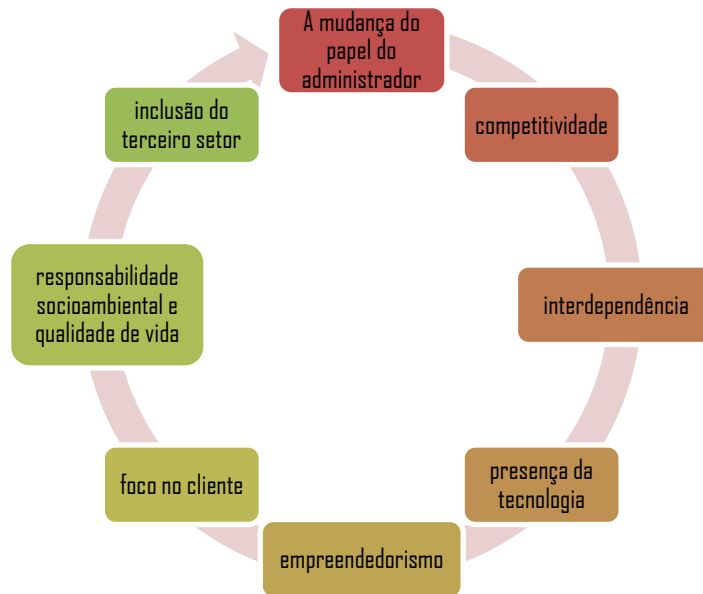 A mudança do
papel do
administrador
competitividade
interdependência
presença da
tecnologia
empreendedorismo
foco no cliente
responsabilidade
socioambiental e
qualidade de vida
inclusão do
terceiro setor